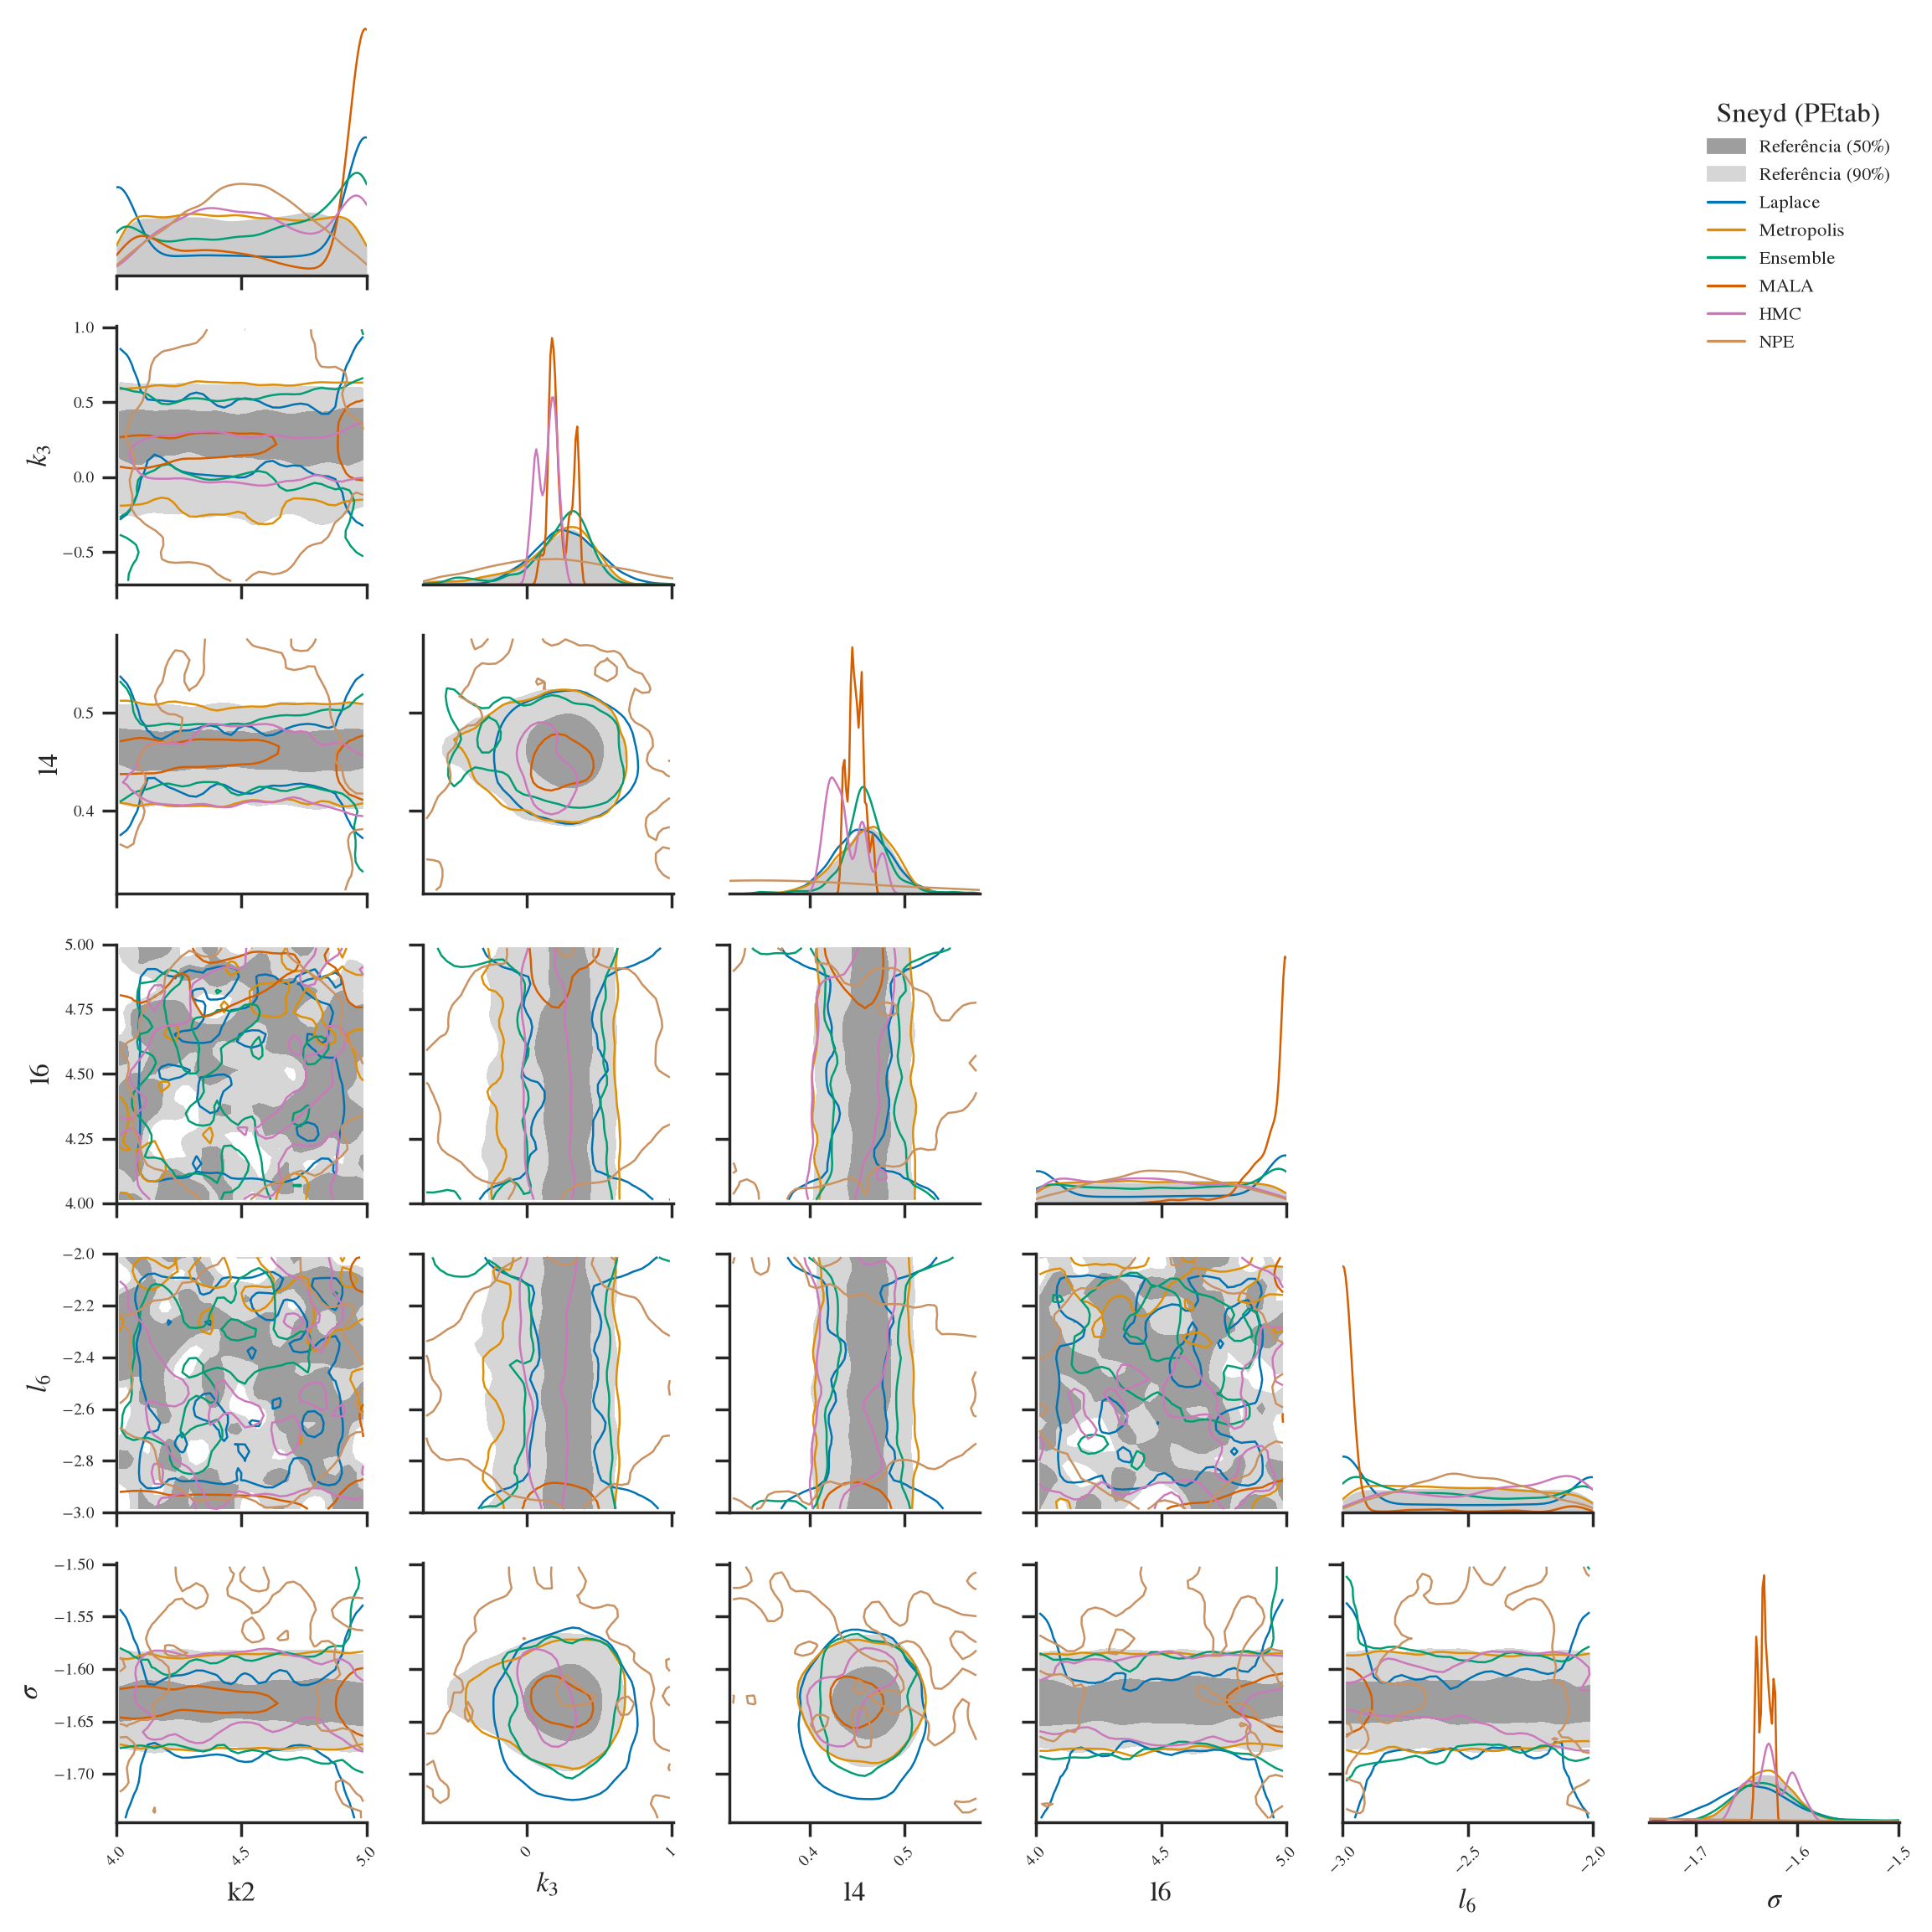 Sneyd (PEtab)
Referência (50%)
Referência (90%)
Laplace
Metropolis
Ensemble
MALA
HMC
NPE
1.0
0.5
0.0
−0.5
k3
0.5
0.4
l4
5.00
4.75
4.50
4.25
4.00
l6
−2.0
−2.2
−2.4
−2.6
−2.8
−3.0
l6
−1.50
−1.55
−1.60
−1.65
−1.70
σ
4.0 4.5 5.0 0 1 0.4 0.5 4.0 4.5 5.0 −3.0 −2.5 −2.0 −1.7 −1.6 −1.5
k2 k3 l4 l6 l6 σ